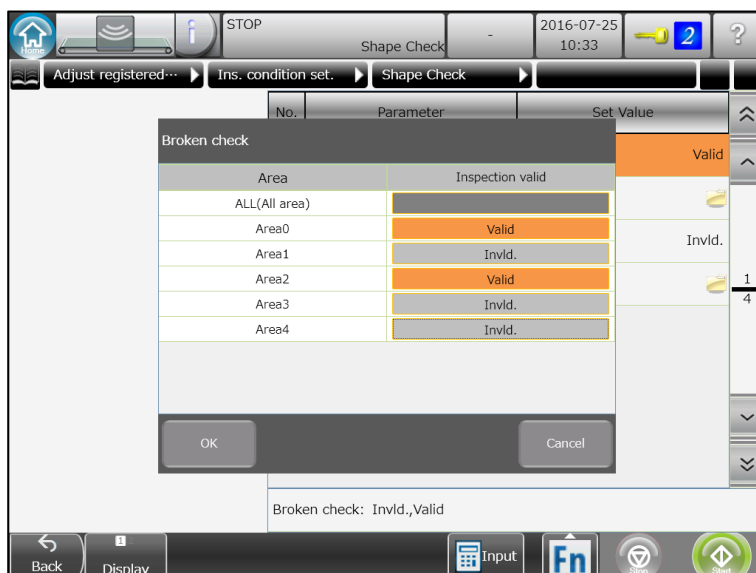 STOP
Shape Check
-
2016-07-25
10:33
2
?
Home
i
Adjust registered…
Ins. condition set.
Shape Check
No.
Parameter
Set Value
Broken check
Valid
Area
Inspection valid
ALL(All area)
Area0
Valid
Area1
Invld.
Invld.
Area2
Valid
1
4
Area3
Invld.
Area4
Invld.
OK
Cancel
Broken check: Invld.,Valid
Back
1
Display
Input
Fn
Stop
Start